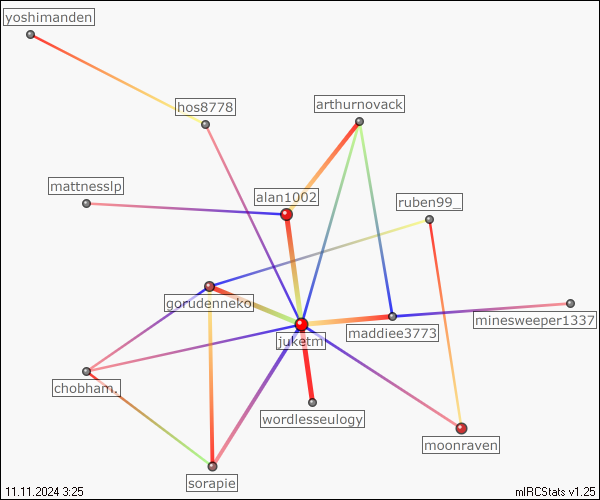 yoshimanden
hos8778
arthurnovack
mattnesslp
alan1002
ruben99_
gorudenneko
minesweeper1337
maddiee3773
juketm
chobham.
wordlesseulogy
moonraven
sorapie
11.11.2024 3:25
mIRCStats v1.25